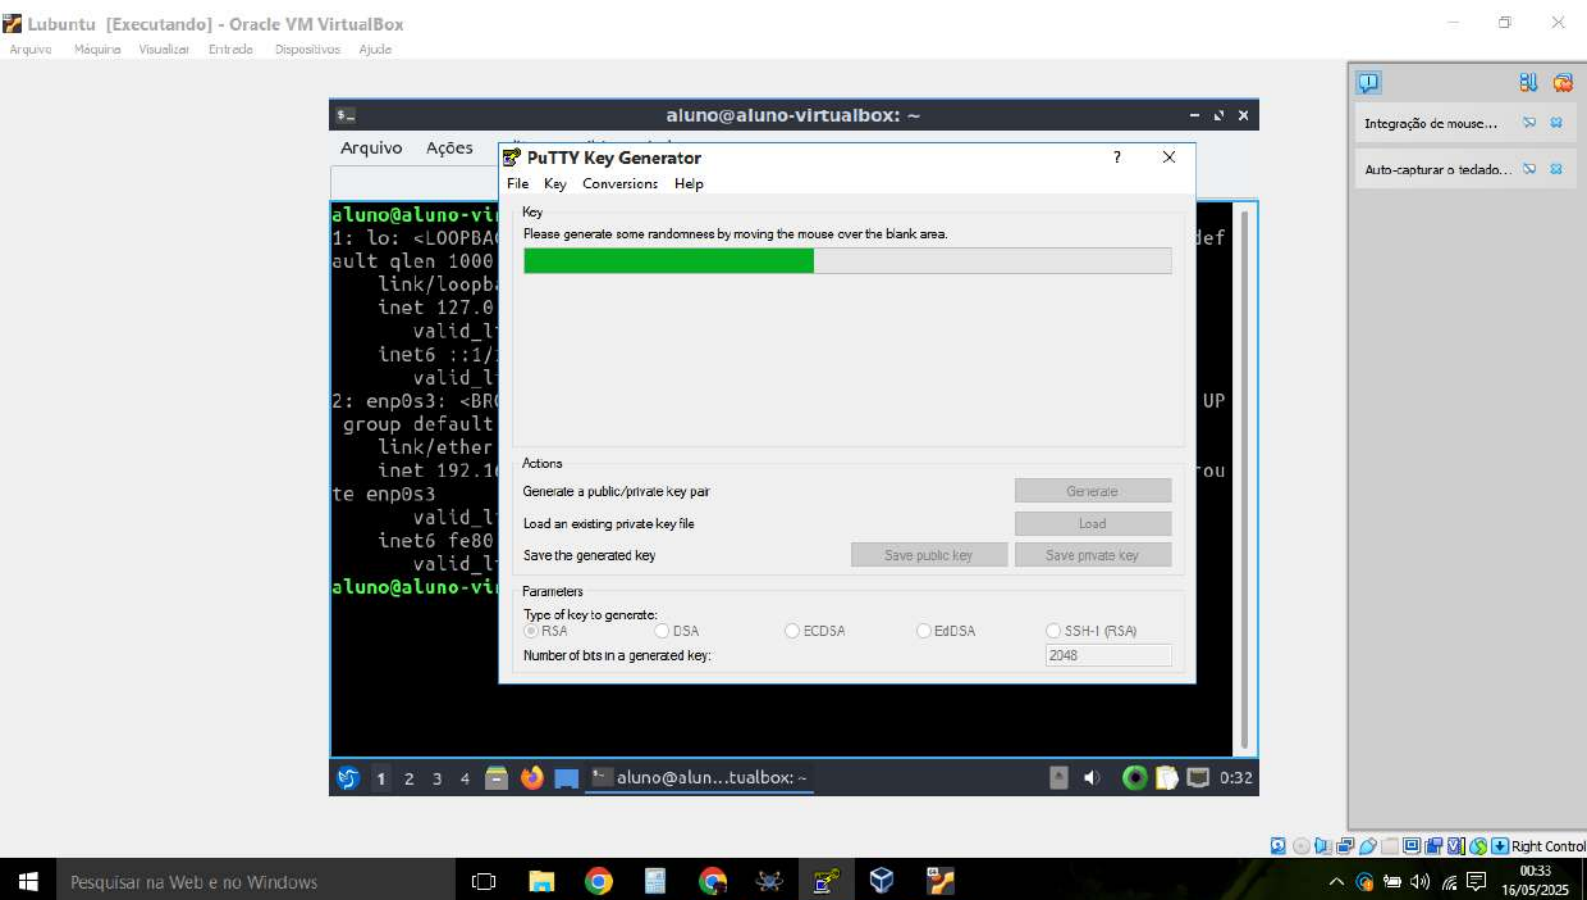 Lubuntu [Executando] - Oracle VM VirtualBox
Arquivo Máquina Visualizar Entrada Dispositivos Ajuda
aluno@aluno-virtualbox: ~
Arquivo Ações
PuTTY Key Generator
?
File Key Conversions Help
Key
Please generate some randomness by moving the mouse over the blank area.
aluno@aluno-vi
1: lo: <LOOPBA
def
ault qlen 1000
link/loopb
inet 127.0
valid_l
inet6 ::1/
valid_l
2: enp0s3: <BR
UP
group default
link/ether
inet 192.1
rou
te enp0s3
valid_l
inet6 fe80
valid_l
aluno@aluno-vi
Actions
Generate a public/private key pair
Generate
Load an existing private key file
Load
Save the generated key
Save public key
Save private key
Parameters
Type of key to generate:
RSA DSA ECDSA EdDSA SSH-1 (RSA)
Number of bits in a generated key:
2048
1 2 3 4 aluno@alun...tualbox: ~ 0:32
Integração de mouse...
Auto-capturar o teclado...
Right Control
Pesquisar na Web e no Windows
00:33
16/05/2025